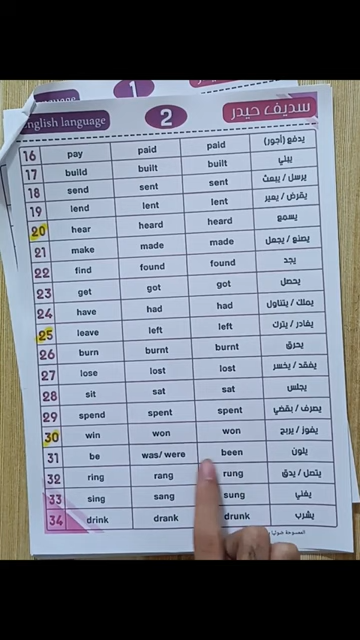 1
English language 2 سديف حيدر
16 pay paid paid يدفع (أجور)
17 build built built يبني
18 send sent sent يرسل / يبعث
19 lend lent lent يقرض / يعير
20 hear heard heard يسمع
21 make made made يصنع / يجعل
22 find found found يجد
23 get got got يحصل
24 have had had يملك / يتناول
25 leave left left يغادر / يترك
26 burn burnt burnt يحرق
27 lose lost lost يفقد / يخسر
28 sit sat sat يجلس
29 spend spent spent يصرف / يقضي
30 win won won يفوز / يربح
31 be was/were been يكون
32 ring rang rung يتصل / يدق
33 sing sang sung يغني
34 drink drank drunk يشرب